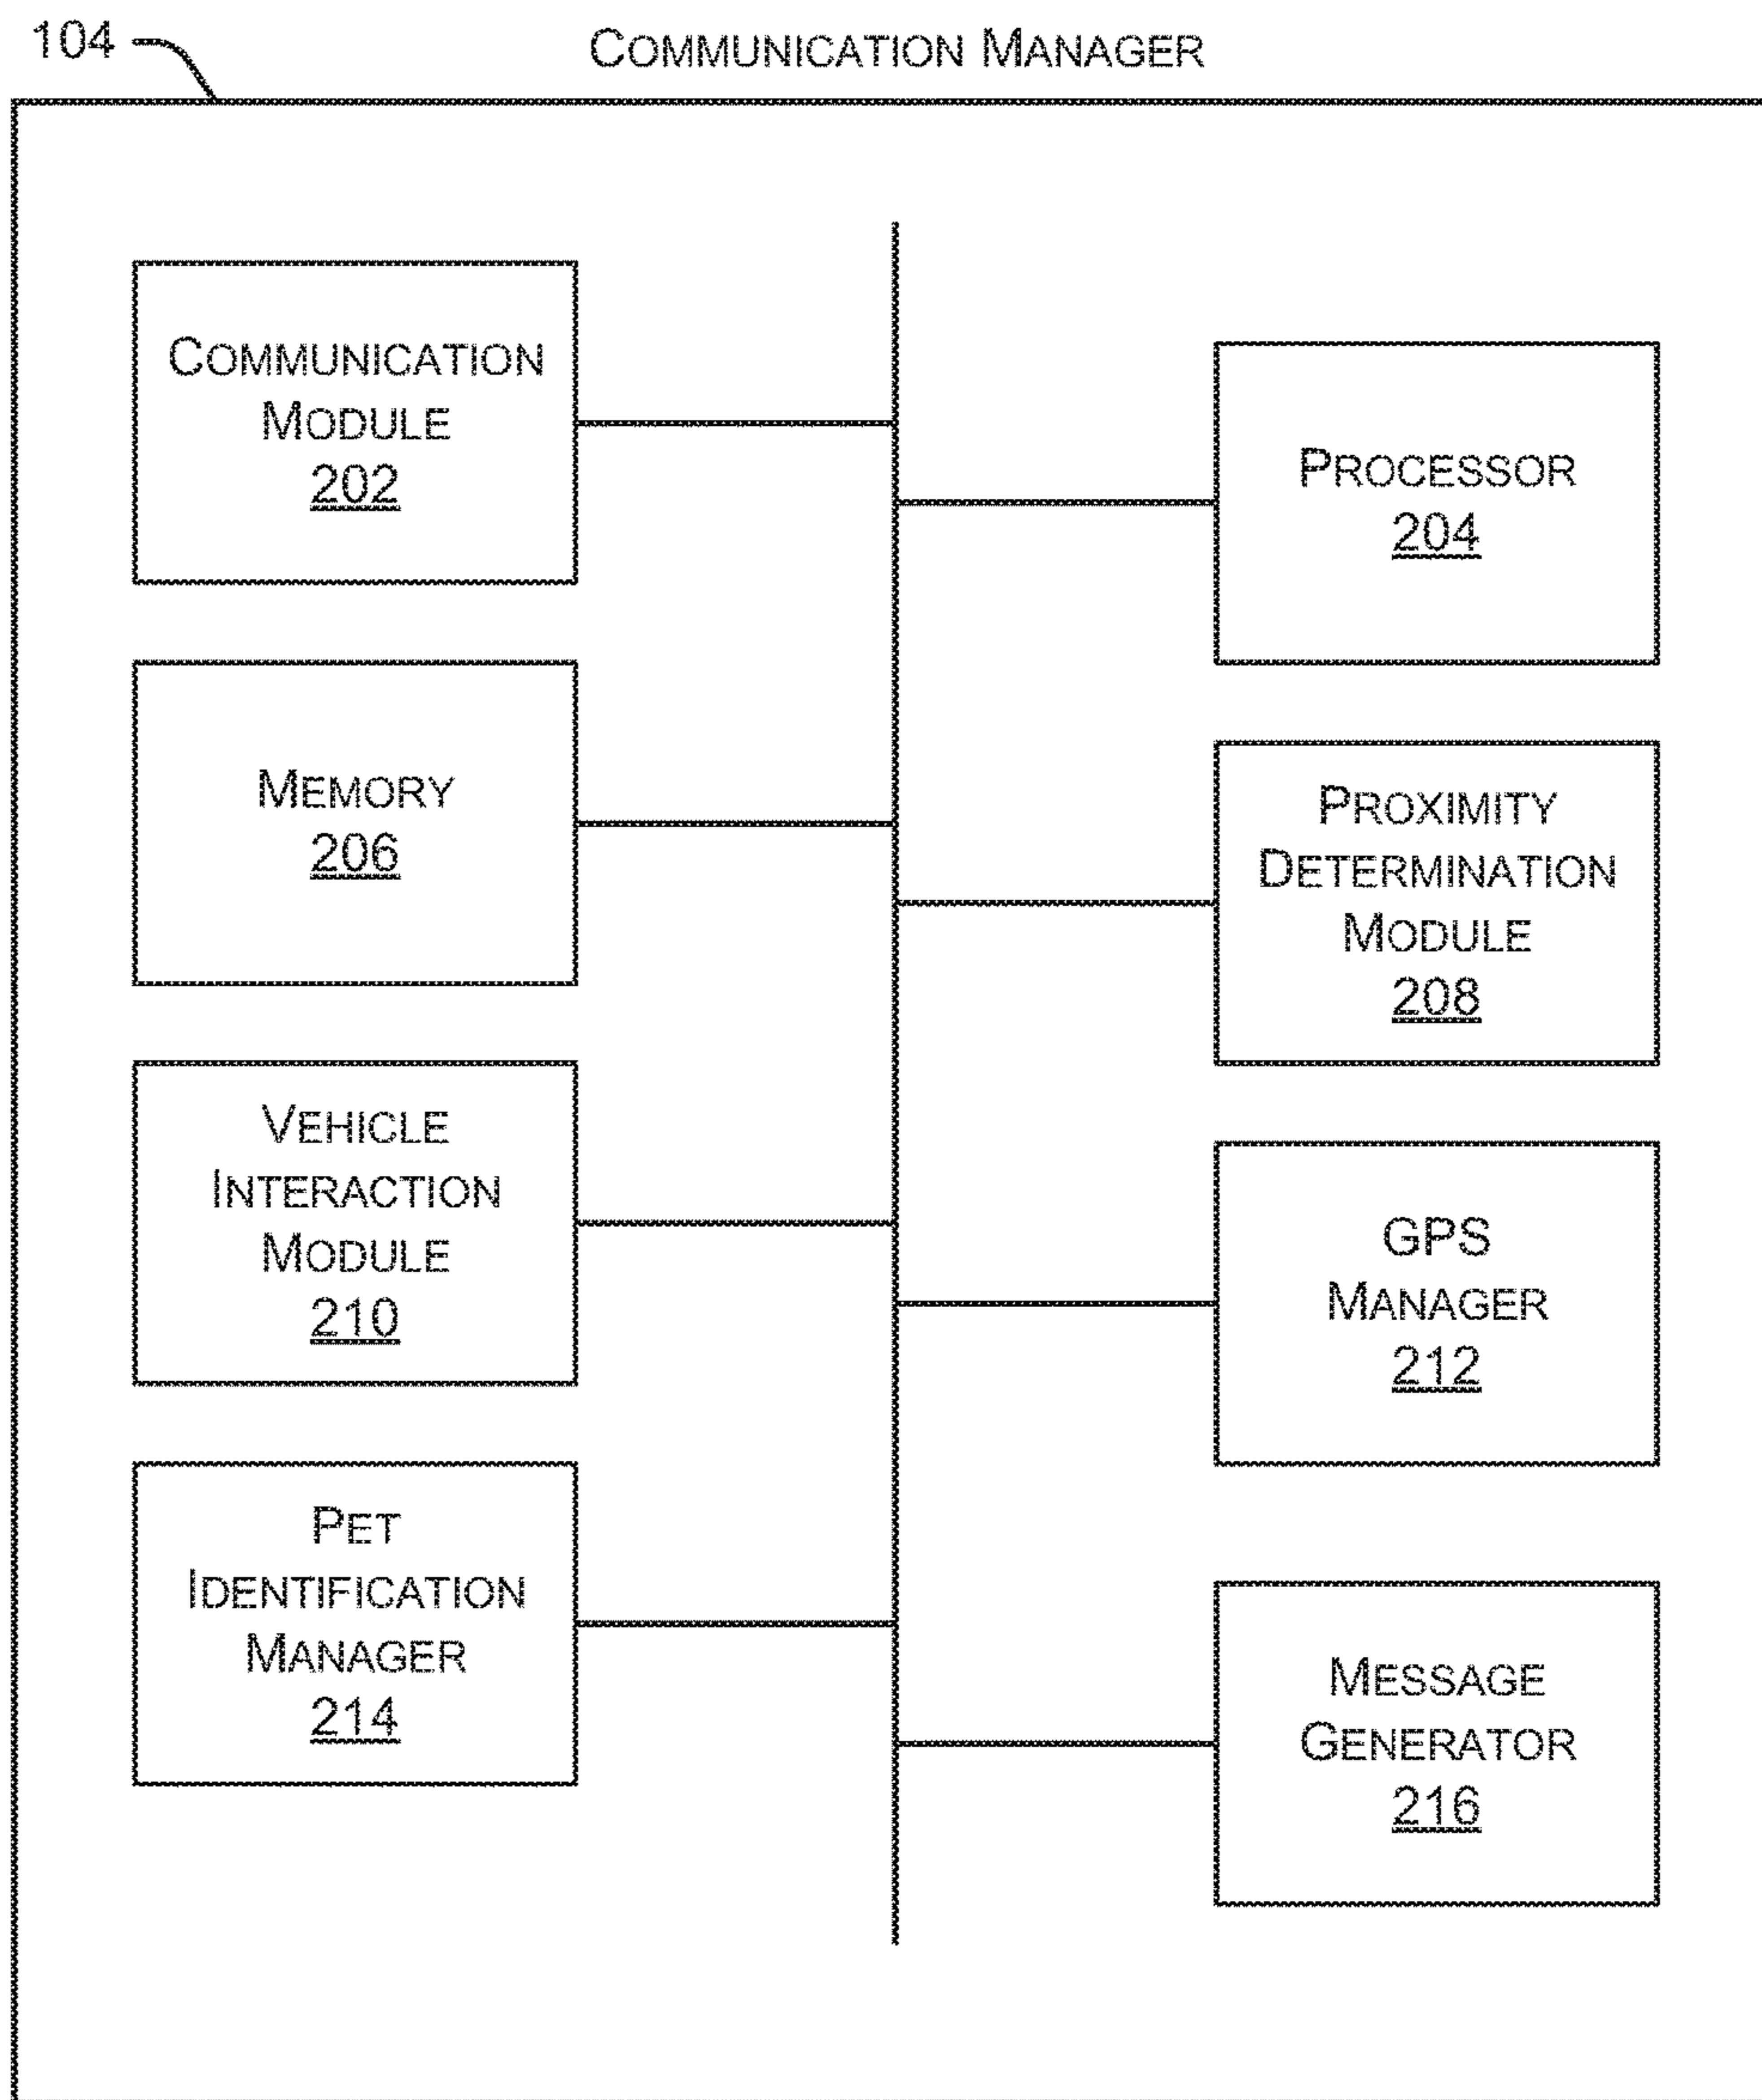 104
COMMUNICATION MANAGER
COMMUNICATION
MODULE
202
PROCESSOR
204
MEMORY
206
PROXIMITY
DETERMINATION
MODULE
208
VEHICLE
INTERACTION
MODULE
210
GPS
MANAGER
212
PET
IDENTIFICATION
MANAGER
214
MESSAGE
GENERATOR
216